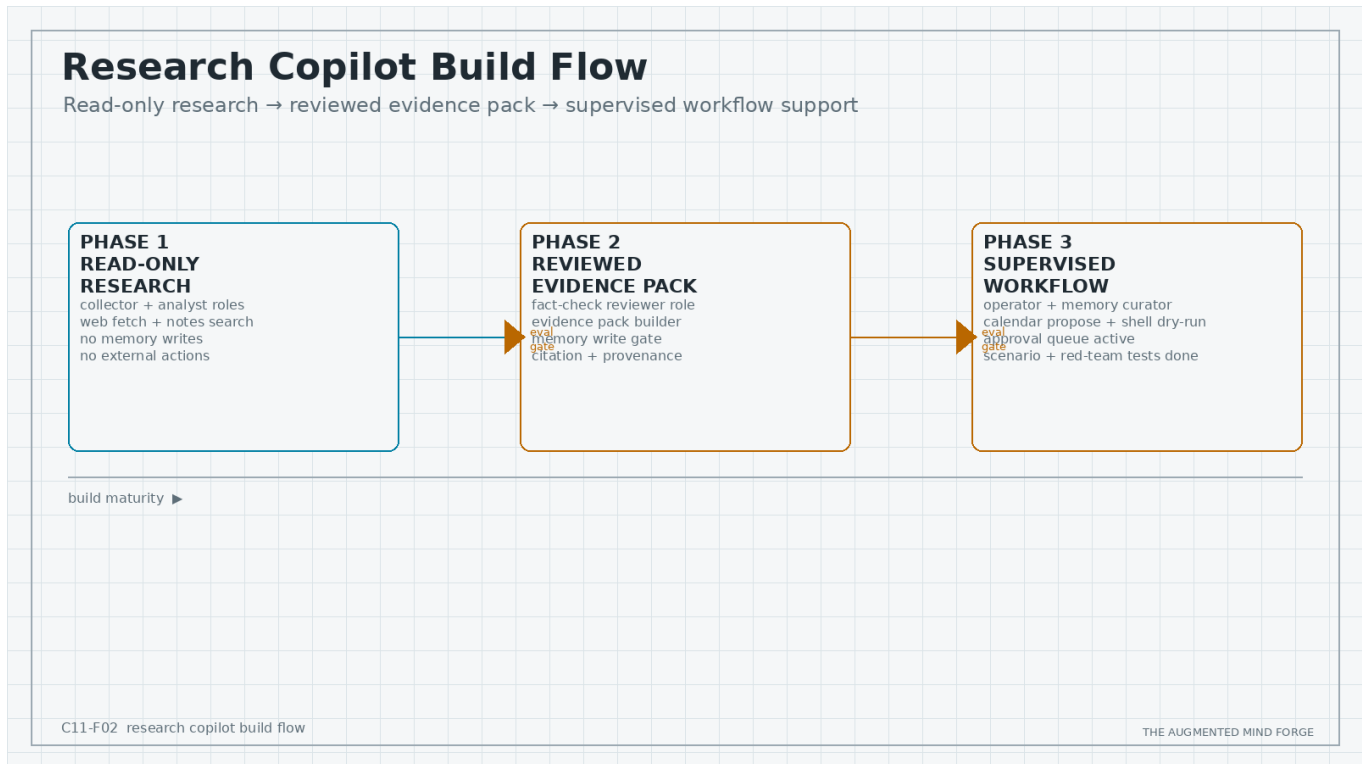 Research Copilot Build Flow
Read-only research → reviewed evidence pack → supervised workflow support
PHASE 1
READ-ONLY
RESEARCH
collector + analyst roles
web fetch + notes search
no memory writes
no external actions
eval
gate
PHASE 2
REVIEWED
EVIDENCE PACK
fact-check reviewer role
evidence pack builder
memory write gate
citation + provenance
eval
gate
PHASE 3
SUPERVISED
WORKFLOW
operator + memory curator
calendar propose + shell dry-run
approval queue active
scenario + red-team tests done
build maturity ▶
C11-F02 research copilot build flow
THE AUGMENTED MIND FORGE